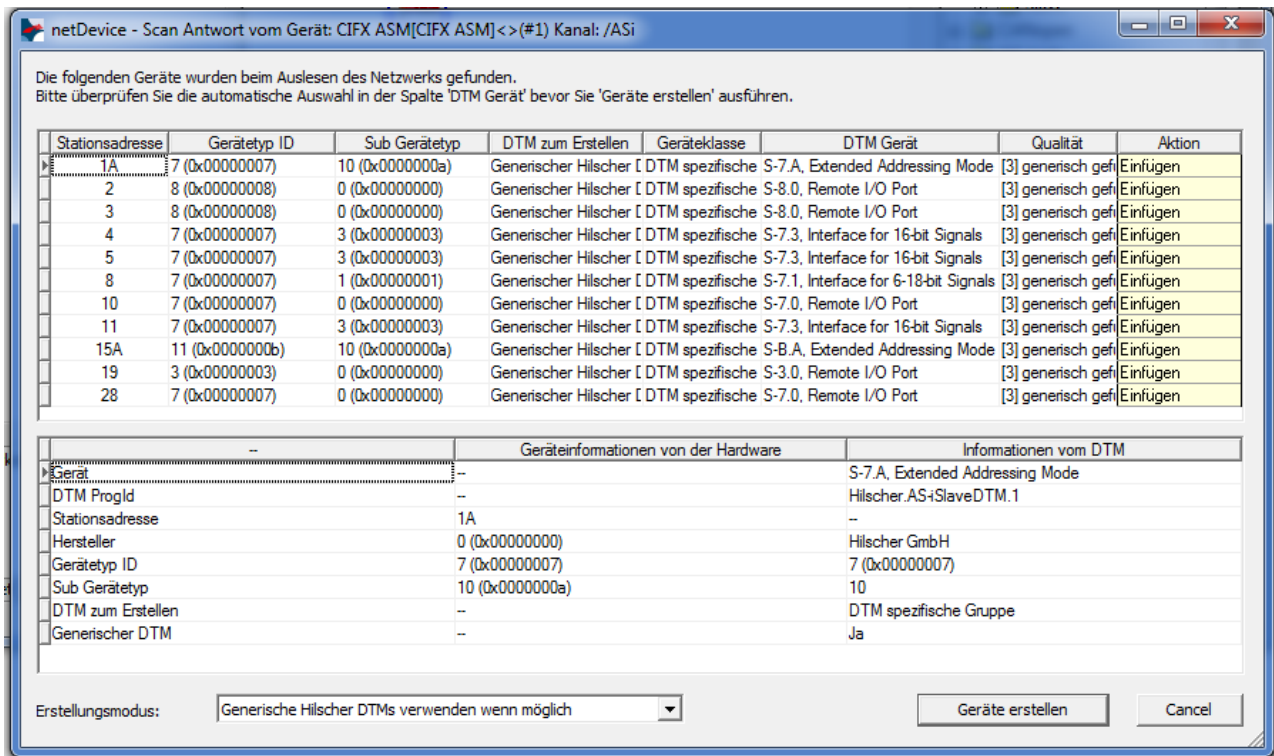 netDevice - Scan Antwort vom Gerät: CIFX ASM[CIFX ASM]<>(#1) Kanal: /ASi
Die folgenden Geräte wurden beim Auslesen des Netzwerks gefunden.
Bitte überprüfen Sie die automatische Auswahl in der Spalte 'DTM Gerät' bevor Sie 'Geräte erstellen' ausführen.
Stationsadresse Gerätetyp ID Sub Gerätetyp DTM zum Erstellen Geräteklasse DTM Gerät Qualität Aktion
1A 7 (0x00000007) 10 (0x0000000a) Generischer Hilscher DTM spezifische S-7.A, Extended Addressing Mode [3] generisch Einfügen
2 8 (0x00000008) 0 (0x00000000) Generischer Hilscher DTM spezifische S-8.0, Remote I/O Port [3] generisch Einfügen
3 8 (0x00000008) 0 (0x00000000) Generischer Hilscher DTM spezifische S-8.0, Remote I/O Port [3] generisch Einfügen
4 7 (0x00000007) 3 (0x00000003) Generischer Hilscher DTM spezifische S-7.3, Interface for 16-bit Signals [3] generisch Einfügen
5 7 (0x00000007) 3 (0x00000003) Generischer Hilscher DTM spezifische S-7.3, Interface for 16-bit Signals [3] generisch Einfügen
8 7 (0x00000007) 1 (0x00000001) Generischer Hilscher DTM spezifische S-7.1, Interface for 6-18-bit Signals [3] generisch Einfügen
10 7 (0x00000007) 0 (0x00000000) Generischer Hilscher DTM spezifische S-7.0, Remote I/O Port [3] generisch Einfügen
11 7 (0x00000007) 3 (0x00000003) Generischer Hilscher DTM spezifische S-7.3, Interface for 16-bit Signals [3] generisch Einfügen
15A 11 (0x0000000b) 10 (0x0000000a) Generischer Hilscher DTM spezifische S-B.A, Extended Addressing Mode [3] generisch Einfügen
19 3 (0x00000003) 0 (0x00000000) Generischer Hilscher DTM spezifische S-3.0, Remote I/O Port [3] generisch Einfügen
28 7 (0x00000007) 0 (0x00000000) Generischer Hilscher DTM spezifische S-7.0, Remote I/O Port [3] generisch Einfügen
-- Geräteinformationen von der Hardware Informationen vom DTM
Gerät -- S-7.A, Extended Addressing Mode
DTM ProgId -- Hilscher.AS-iSlaveDTM.1
Stationsadresse 1A --
Hersteller 0 (0x00000000) Hilscher GmbH
Gerätetyp ID 7 (0x00000007) 7 (0x00000007)
Sub Gerätetyp 10 (0x0000000a) 10
DTM zum Erstellen -- DTM spezifische Gruppe
Generischer DTM -- Ja
Erstellungsmodus: Generische Hilscher DTMs verwenden wenn möglich Geräte erstellen Cancel